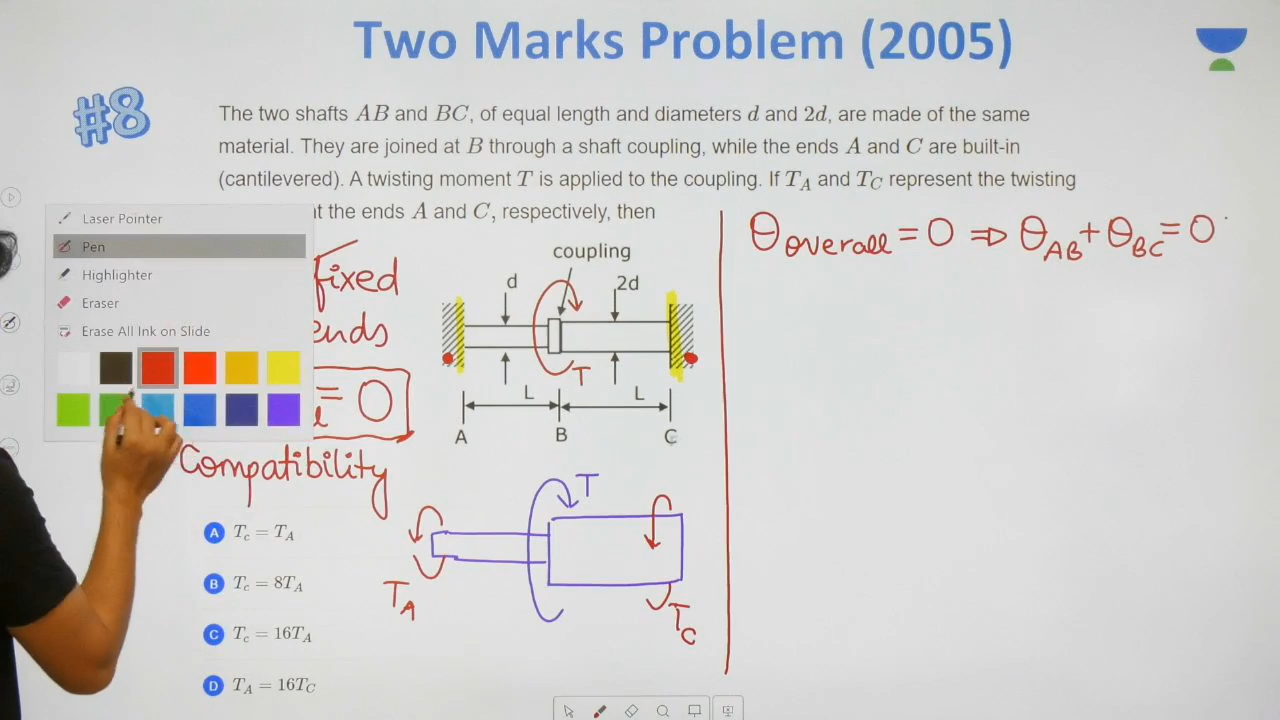 Two Marks Problem (2005)
#8
The two shafts AB and BC, of equal length and diameters d and 2d, are made of the same
material. They are joined at B through a shaft coupling, while the ends A and C are built-in
(cantilevered). A twisting moment T is applied to the coupling. If T_A and T_C represent the twisting
t the ends A and C, respectively, then
Laser Pointer
Pen
Highlighter
Eraser
Erase All Ink on Slide
fixed
ends
= 0
Compatibility
coupling
d
2d
T
L
L
A
B
C
T
T_A
T_C
θ_overall = 0 ⇒ θ_AB + θ_BC = 0
A T_c = T_A
B T_c = 8T_A
C T_c = 16T_A
D T_A = 16T_C